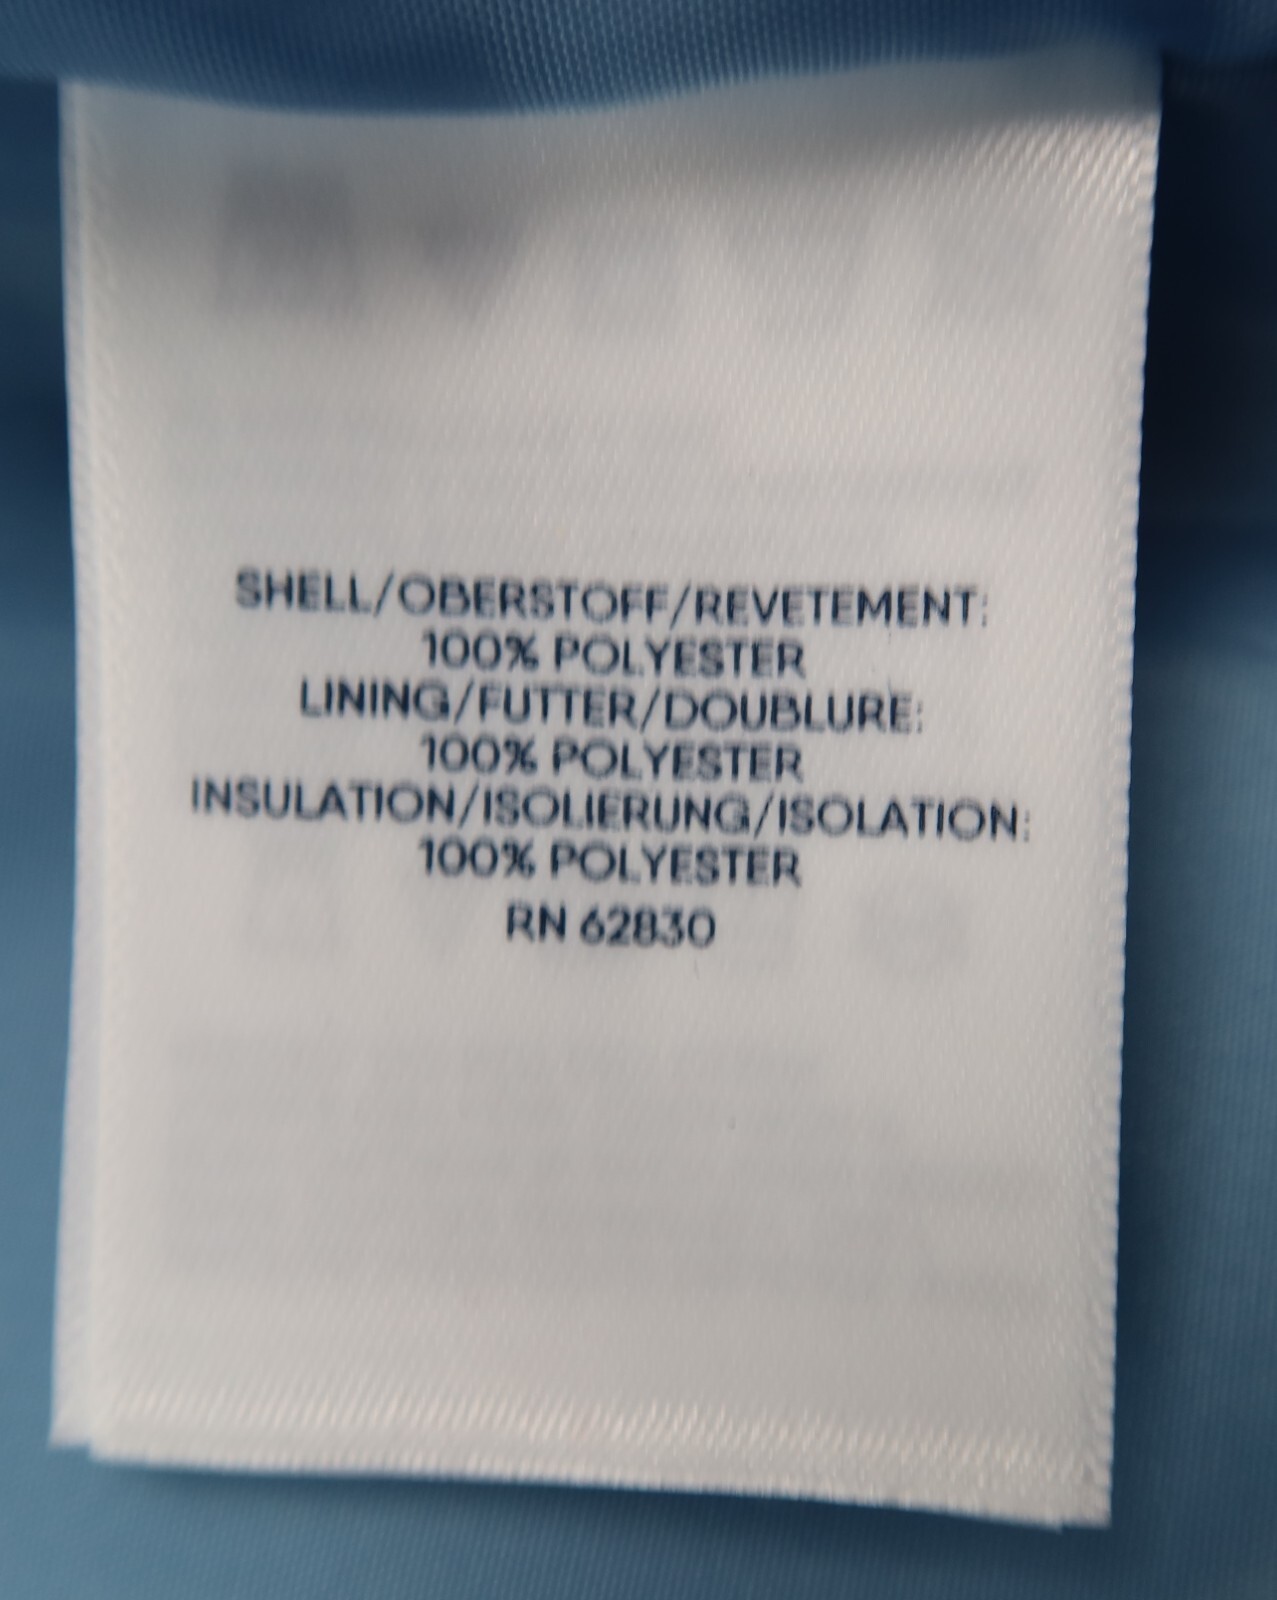 SHELL/OBERSTOFF/REVETEMENT:
100% POLYESTER
LINING/FUTTER/DOUBLURE:
100% POLYESTER
INSULATION/ISOLIERUNG/ISOLATION:
100% POLYESTER
RN 62830